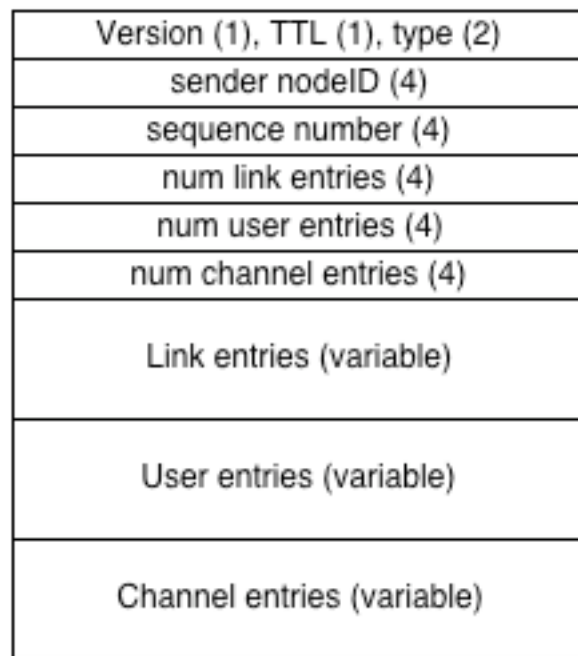 Version (1), TTL (1), type (2)
sender nodeID (4)
sequence number (4)
num link entries (4)
num user entries (4)
num channel entries (4)
Link entries (variable)
User entries (variable)
Channel entries (variable)